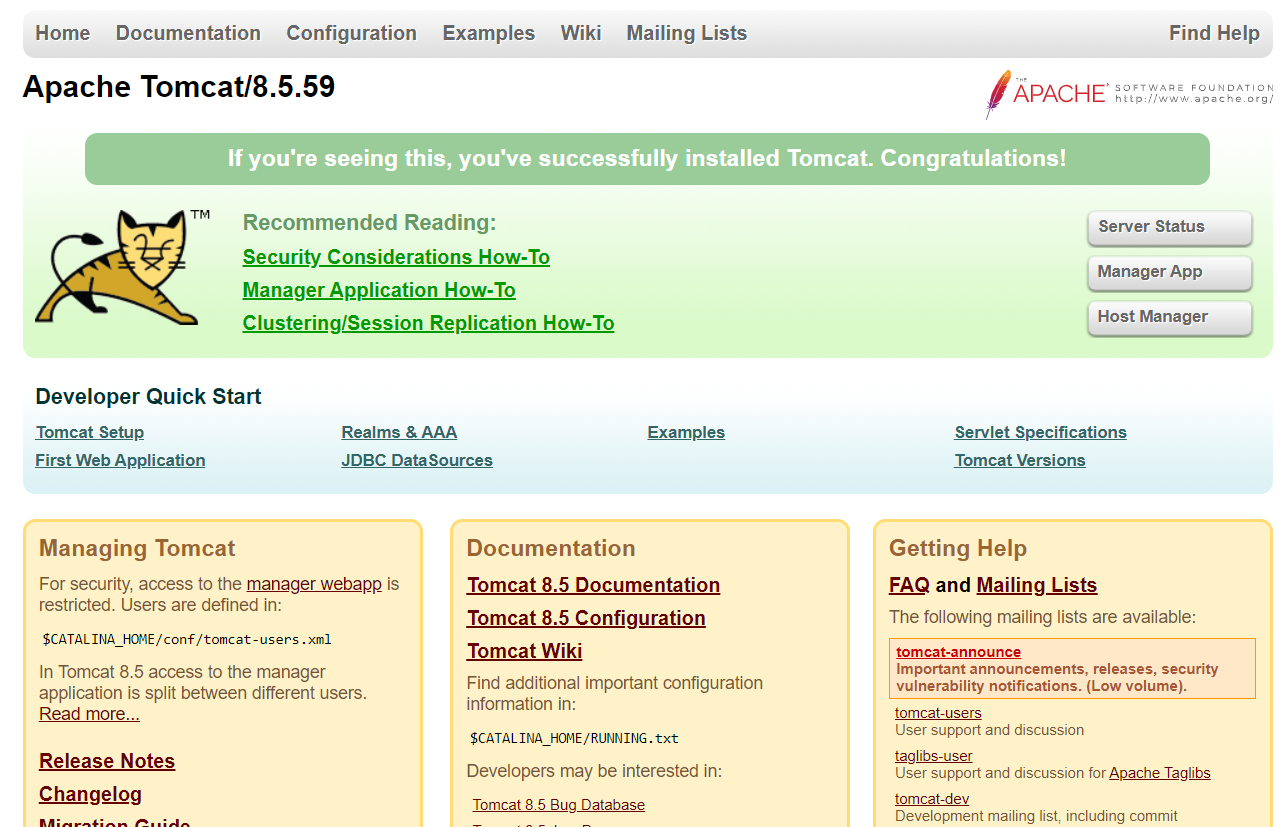 Home Documentation Configuration Examples Wiki Mailing Lists Find Help
Apache Tomcat/8.5.59
THE
APACHE® SOFTWARE FOUNDATION
http://www.apache.org/
If you're seeing this, you've successfully installed Tomcat. Congratulations!
TM
Recommended Reading:
Security Considerations How-To
Manager Application How-To
Clustering/Session Replication How-To
Server Status
Manager App
Host Manager
Developer Quick Start
Tomcat Setup
First Web Application
Realms & AAA
JDBC DataSources
Examples
Servlet Specifications
Tomcat Versions
Managing Tomcat
For security, access to the manager webapp is
restricted. Users are defined in:
$CATALINA_HOME/conf/tomcat-users.xml
In Tomcat 8.5 access to the manager
application is split between different users.
Read more...
Release Notes
Changelog
Migration Guide
Documentation
Tomcat 8.5 Documentation
Tomcat 8.5 Configuration
Tomcat Wiki
Find additional important configuration
information in:
$CATALINA_HOME/RUNNING.txt
Developers may be interested in:
Tomcat 8.5 Bug Database
Getting Help
FAQ and Mailing Lists
The following mailing lists are available:
tomcat-announce
Important announcements, releases, security
vulnerability notifications. (Low volume).
tomcat-users
User support and discussion
taglibs-user
User support and discussion for Apache Taglibs
tomcat-dev
Development mailing list, including commit